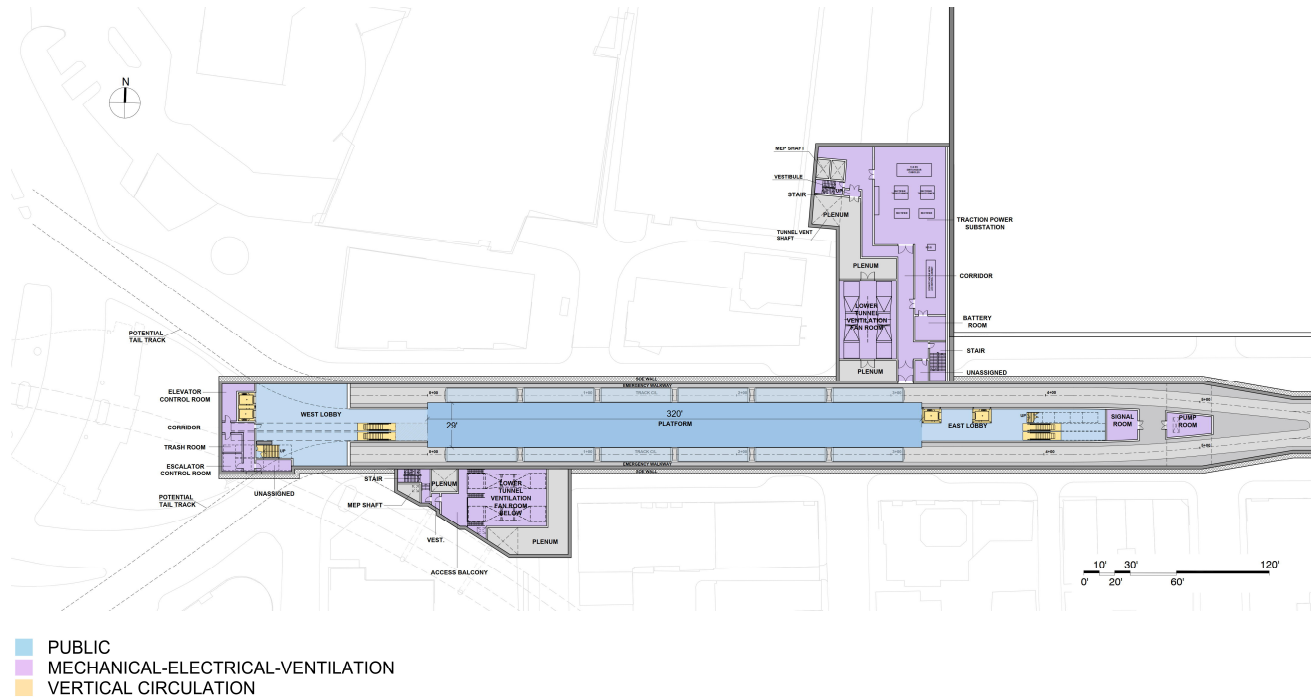 N
MEP SHAFT
VESTIBULE
STAIR
PLENUM
TUNNEL VENT
SHAFT
TRACTION POWER
SUBSTATION
PLENUM
CORRIDOR
LOWER
TUNNEL
VENTILATION
FAN ROOM
BATTERY
ROOM
STAIR
PLENUM
UNASSIGNED
POTENTIAL
TAIL TRACK
SIDE WALL
EMERGENCY WALKWAY
ELEVATOR
CONTROL ROOM
TRACK C/L
WEST LOBBY
320'
29'
PLATFORM
EAST LOBBY
UP
SIGNAL
ROOM
PUMP
ROOM
CORRIDOR
TRASH ROOM
UP
ESCALATOR
CONTROL ROOM
TRACK C/L
EMERGENCY WALKWAY
SIDE WALL
UNASSIGNED
POTENTIAL
TAIL TRACK
STAIR
MEP SHAFT
PLENUM
LOWER
TUNNEL
VENTILATION
FAN ROOM
BELOW
VEST.
PLENUM
ACCESS BALCONY
10' 30' 120'
0' 20' 60'
PUBLIC
MECHANICAL-ELECTRICAL-VENTILATION
VERTICAL CIRCULATION